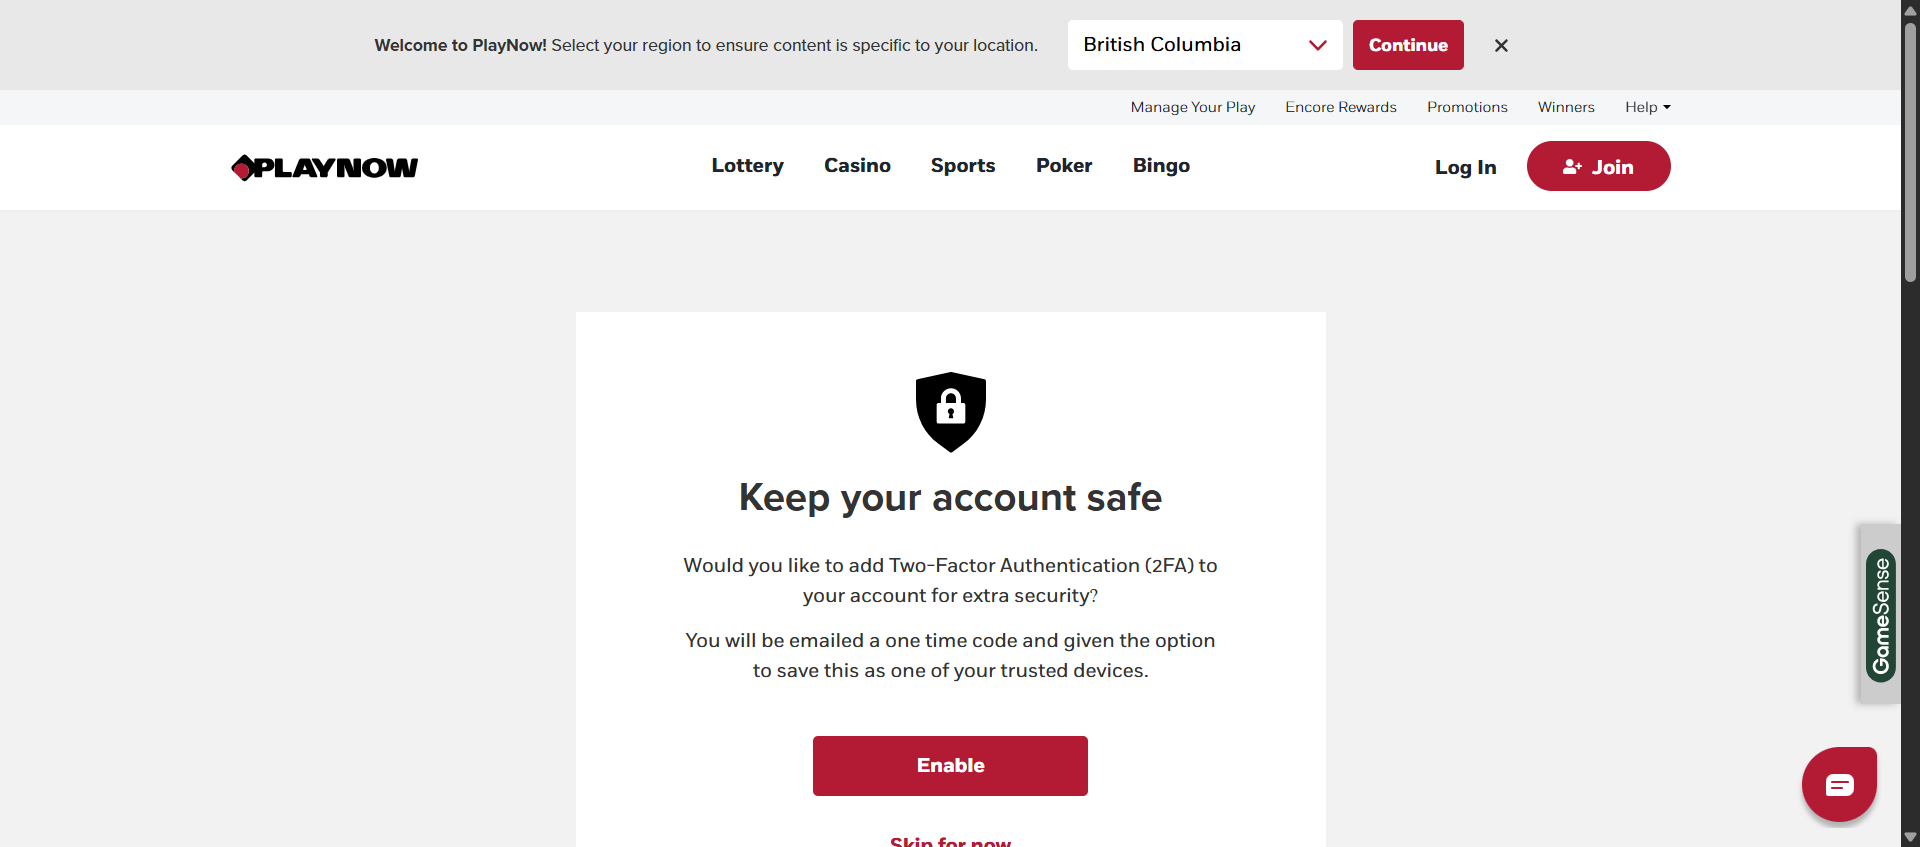 Welcome to PlayNow! Select your region to ensure content is specific to your location.
British Columbia
Continue
Manage Your Play
Encore Rewards
Promotions
Winners
Help
PLAYNOW
Lottery
Casino
Sports
Poker
Bingo
Log In
Join
Keep your account safe
Would you like to add Two-Factor Authentication (2FA) to
your account for extra security?
You will be emailed a one time code and given the option
to save this as one of your trusted devices.
Enable
Skip for now
GameSense